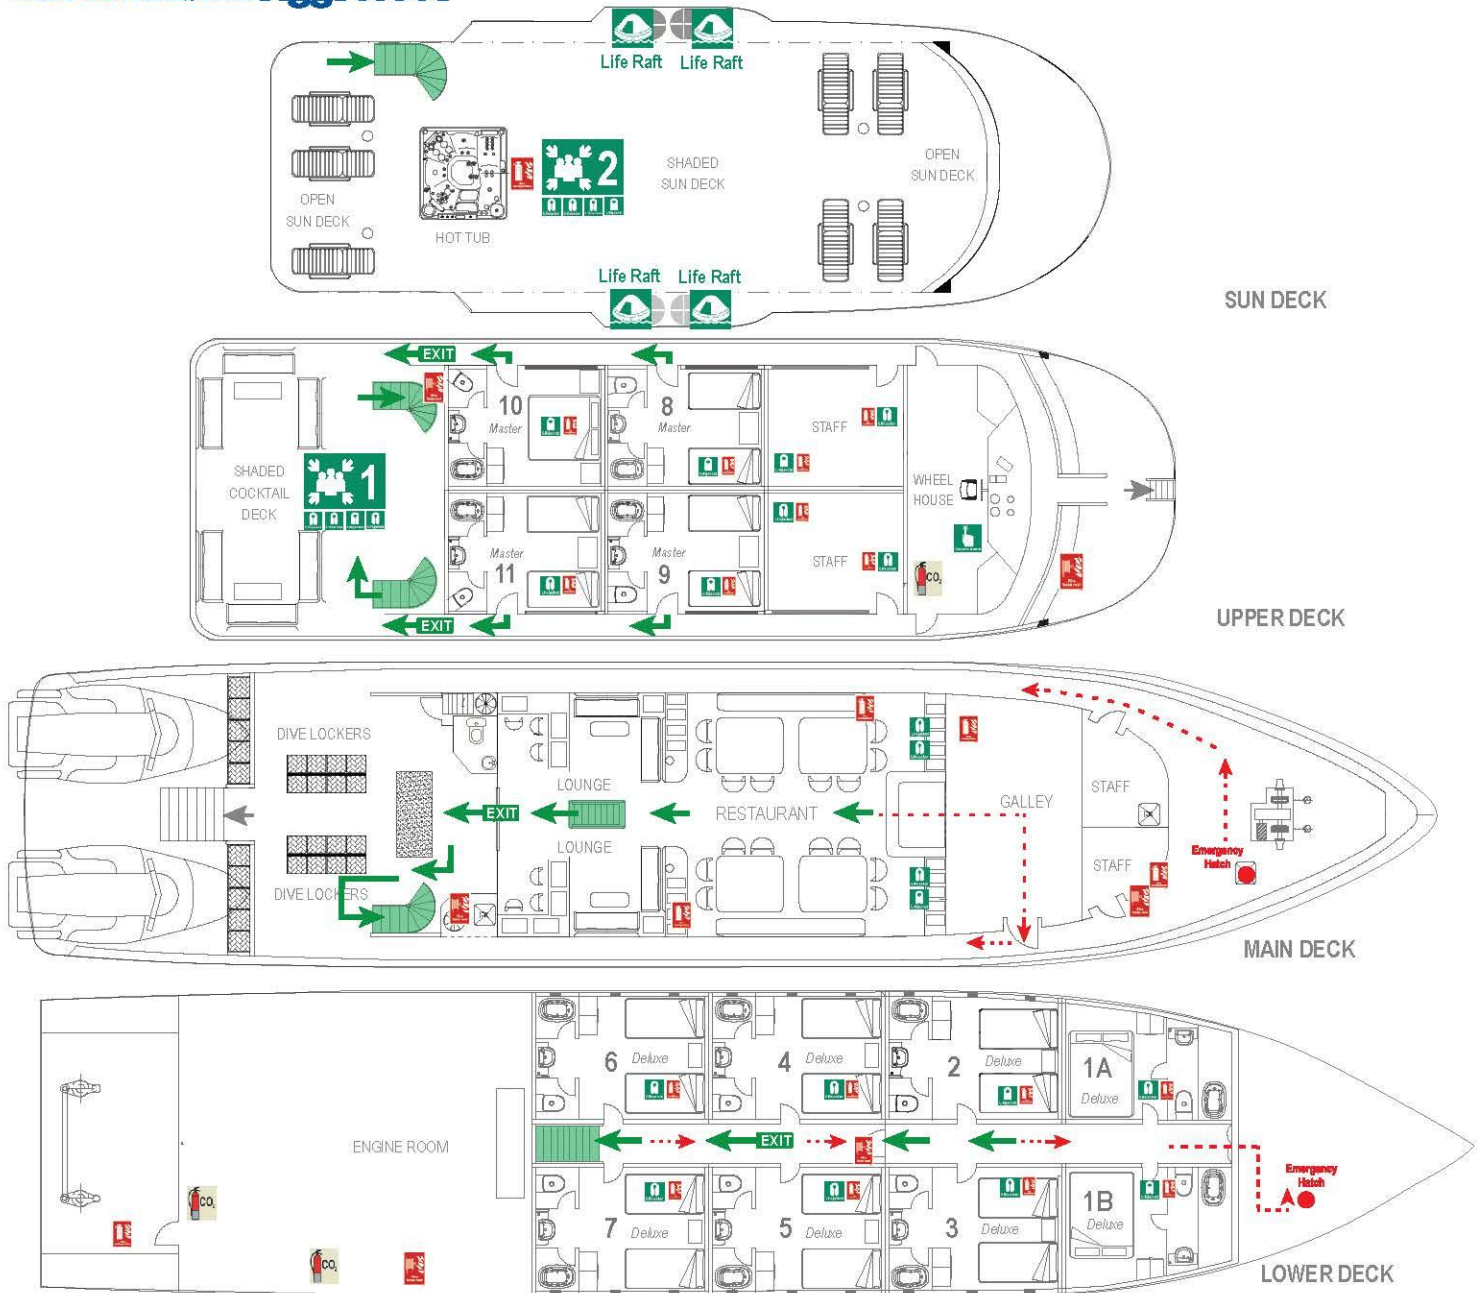 Life Raft Life Raft
2
SHADED
SUN DECK
OPEN
SUN DECK
OPEN
SUN DECK
HOT TUB
Life Raft Life Raft
SUN DECK
EXIT
10
Master
8
Master
STAFF
SHADED
COCKTAIL
DECK
1
WHEEL
HOUSE
Master
11
Master
9
STAFF
CO2
EXIT
UPPER DECK
DIVE LOCKERS
LOUNGE
EXIT
RESTAURANT
GALLEY
STAFF
LOUNGE
STAFF
Emergency
Hatch
DIVE LOCKERS
MAIN DECK
6 Deluxe
4 Deluxe
2 Deluxe
1A
Deluxe
ENGINE ROOM
EXIT
Emergency
Hatch
CO2
7 Deluxe
5 Deluxe
3 Deluxe
1B
Deluxe
CO2
LOWER DECK